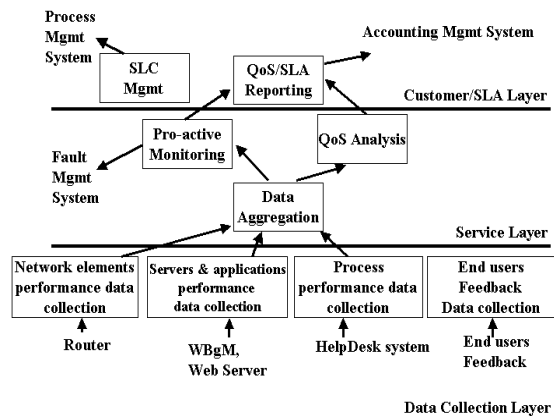 Process
Mgmt
System
SLC
Mgmt
QoS/SLA
Reporting
Accounting Mgmt System
Customer/SLA Layer
Pro-active
Monitoring
QoS Analysis
Fault
Mgmt
System
Data
Aggregation
Service Layer
Network elements
performance data
collection
Servers & applications
performance
data collection
Process
performance data
collection
End users
Feedback
Data collection
Router
WBgM,
Web Server
HelpDesk system
End users
Feedback
Data Collection Layer